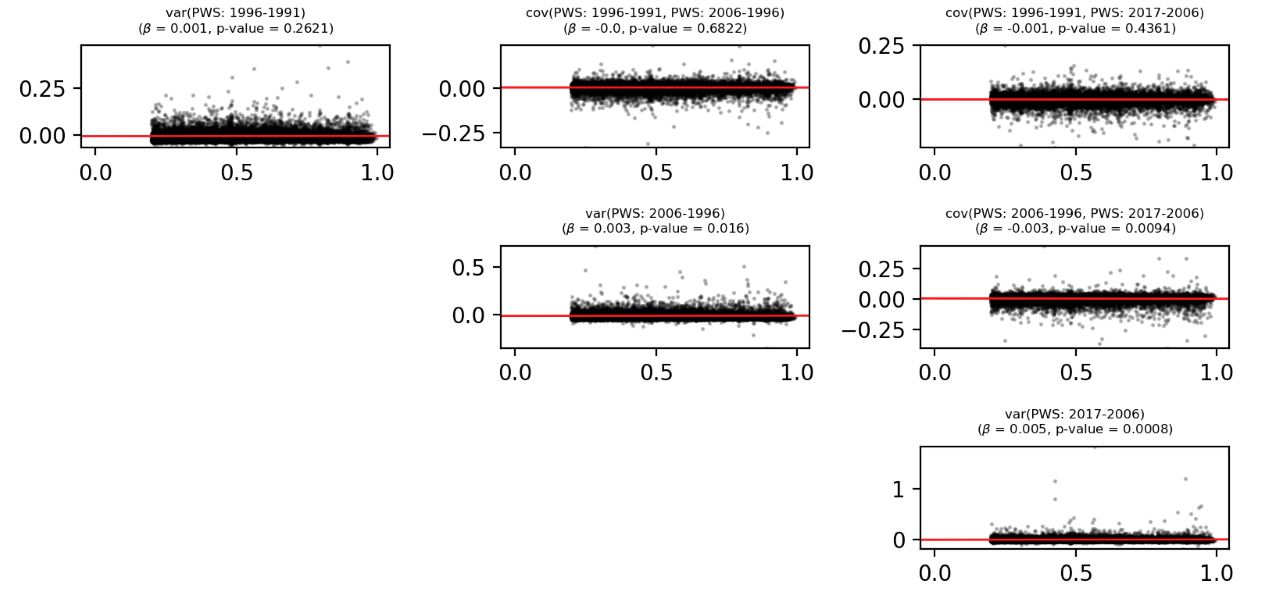 var(PWS: 1996-1991)
(β = 0.001, p-value = 0.2621)
0.25
0.00
0.0 0.5 1.0
cov(PWS: 1996-1991, PWS: 2006-1996)
(β = -0.0, p-value = 0.6822)
0.00
−0.25
0.0 0.5 1.0
cov(PWS: 1996-1991, PWS: 2017-2006)
(β = -0.001, p-value = 0.4361)
0.25
0.00
0.0 0.5 1.0
var(PWS: 2006-1996)
(β = 0.003, p-value = 0.016)
0.5
0.0
0.0 0.5 1.0
cov(PWS: 2006-1996, PWS: 2017-2006)
(β = -0.003, p-value = 0.0094)
0.25
0.00
−0.25
0.0 0.5 1.0
var(PWS: 2017-2006)
(β = 0.005, p-value = 0.0008)
1
0
0.0 0.5 1.0